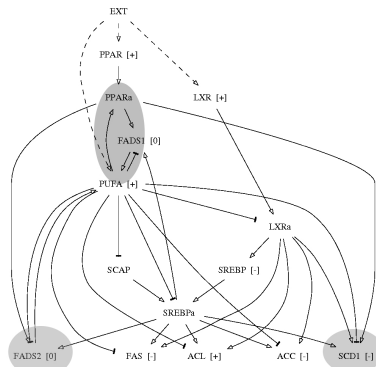 EXT
PPAR [+]
PPARa
LXR [+]
FADS1 [0]
PUFA [+]
LXRa
SCAP
SREBP [-]
SREBPa
FADS2 [0]
FAS [-]
ACL [+]
ACC [-]
SCD1 [-]